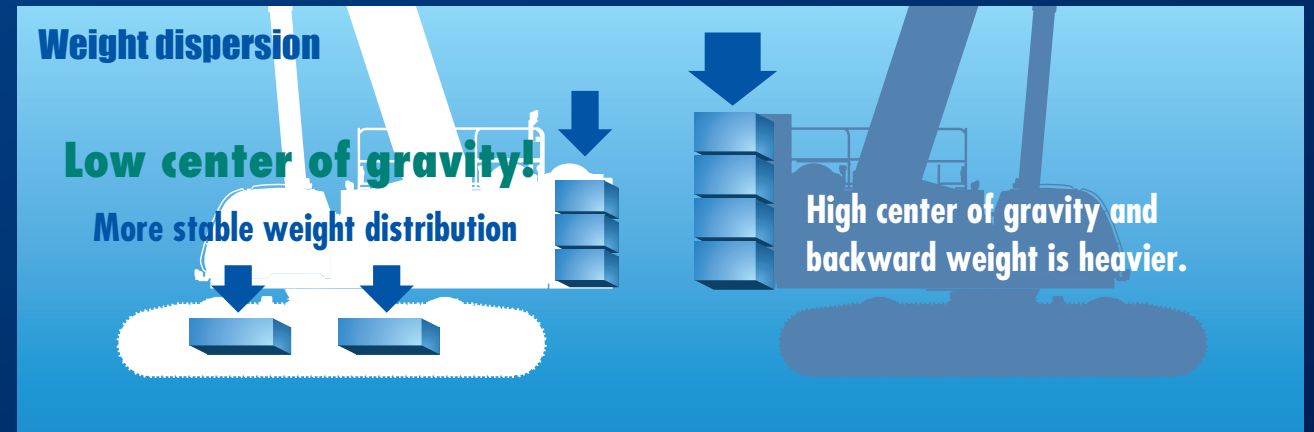 Weight dispersion
Low center of gravity!
More stable weight distribution
High center of gravity and
backward weight is heavier.